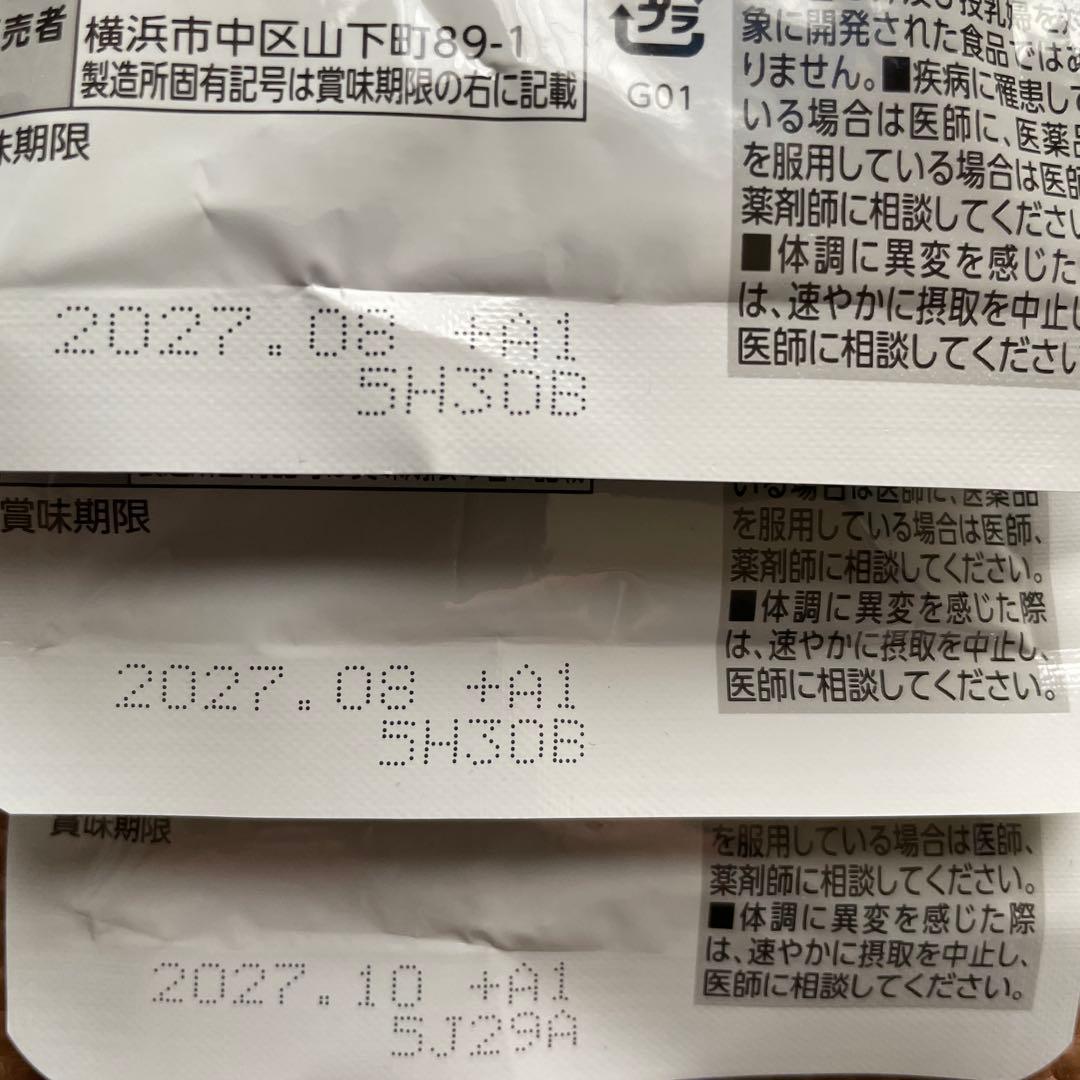 売者
横浜市中区山下町89-1
製造所固有記号は賞味期限の右に記載
味期限
プラ
G01
2027.08 +A1
5H30B
授乳婦を対
象に開発された食品ではあ
りません。■疾病に罹患して
いる場合は医師に、医薬品
を服用している場合は医師
薬剤師に相談してください
■体調に異変を感じた
は、速やかに摂取を中止し
医師に相談してください
賞味期限
2027.08 +A1
5H30B
いる場合は医師に、医薬品
を服用している場合は医師、
薬剤師に相談してください。
■体調に異変を感じた際
は、速やかに摂取を中止し、
医師に相談してください。
賞味期限
2027.10 +A1
5J29A
を服用している場合は医師、
薬剤師に相談してください。
■体調に異変を感じた際
は、速やかに摂取を中止し、
医師に相談してください。